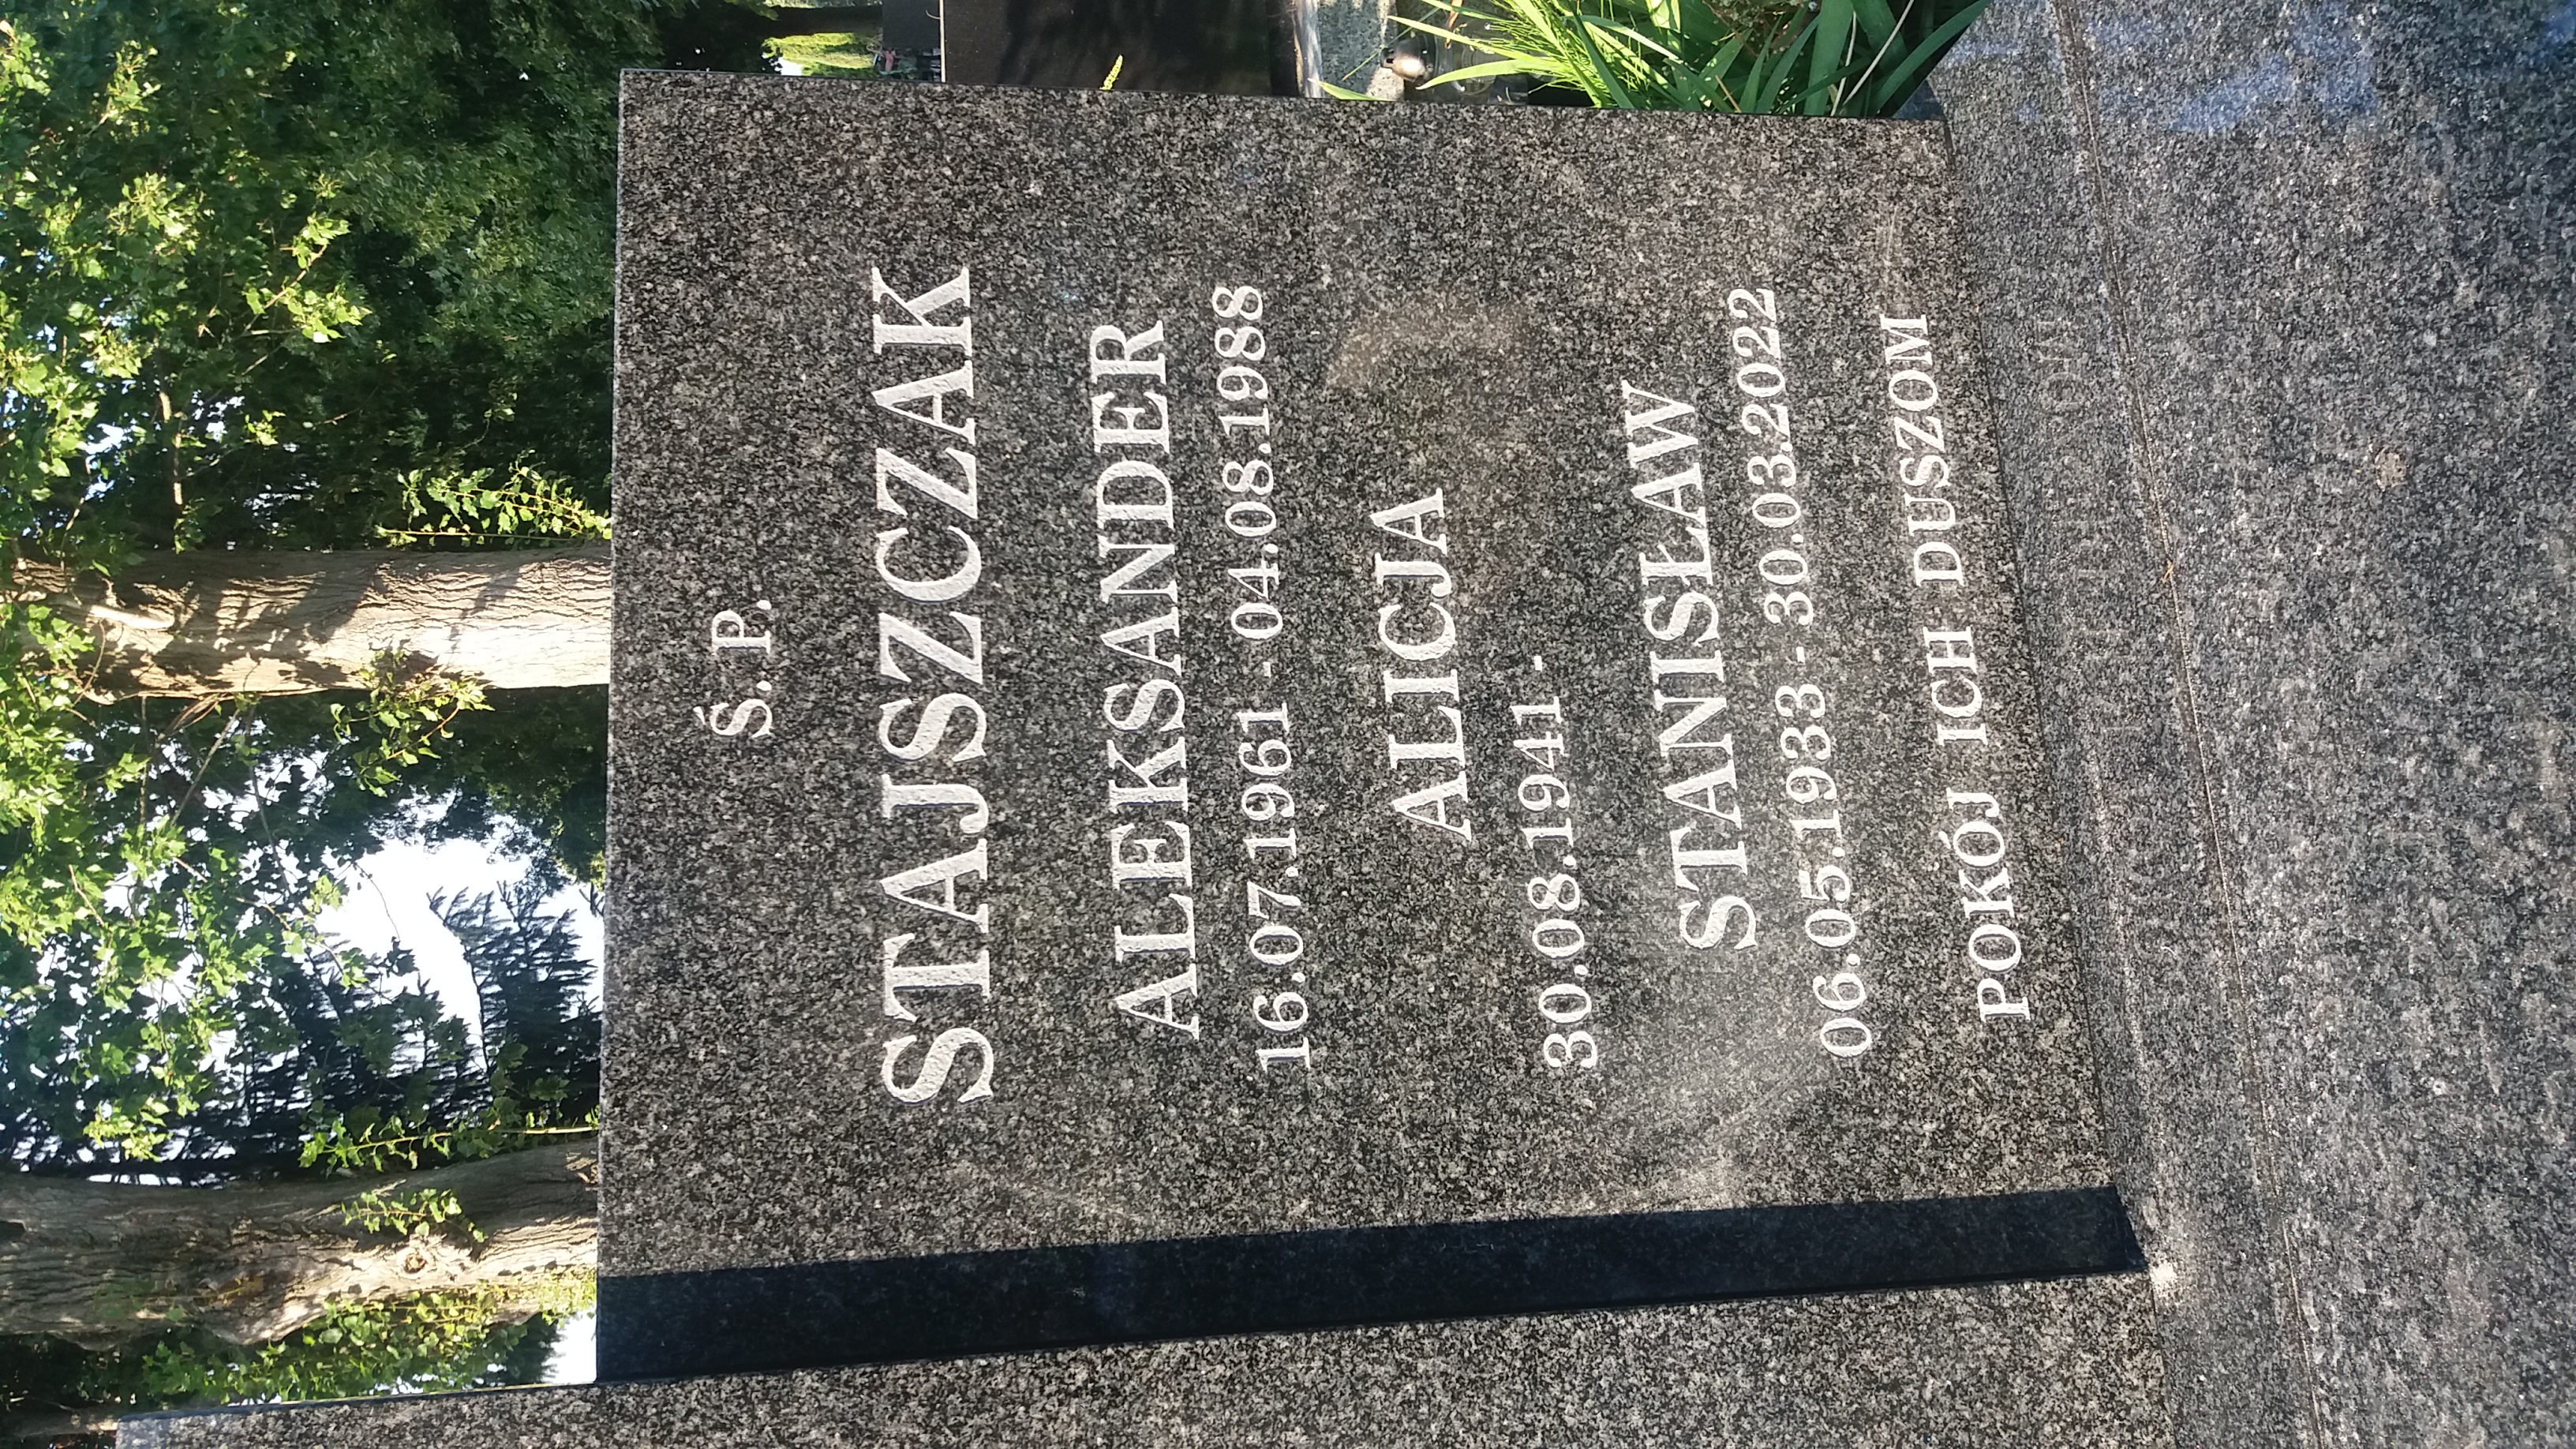 Ś.P.
STAJSZCZAK
ALEKSANDER
16.07.1961 - 04.08.1988
ALICJA
30.08.1941 -
STANISŁAW
06.05.1933 - 30.03.2022
POKÓJ ICH DUSZOM